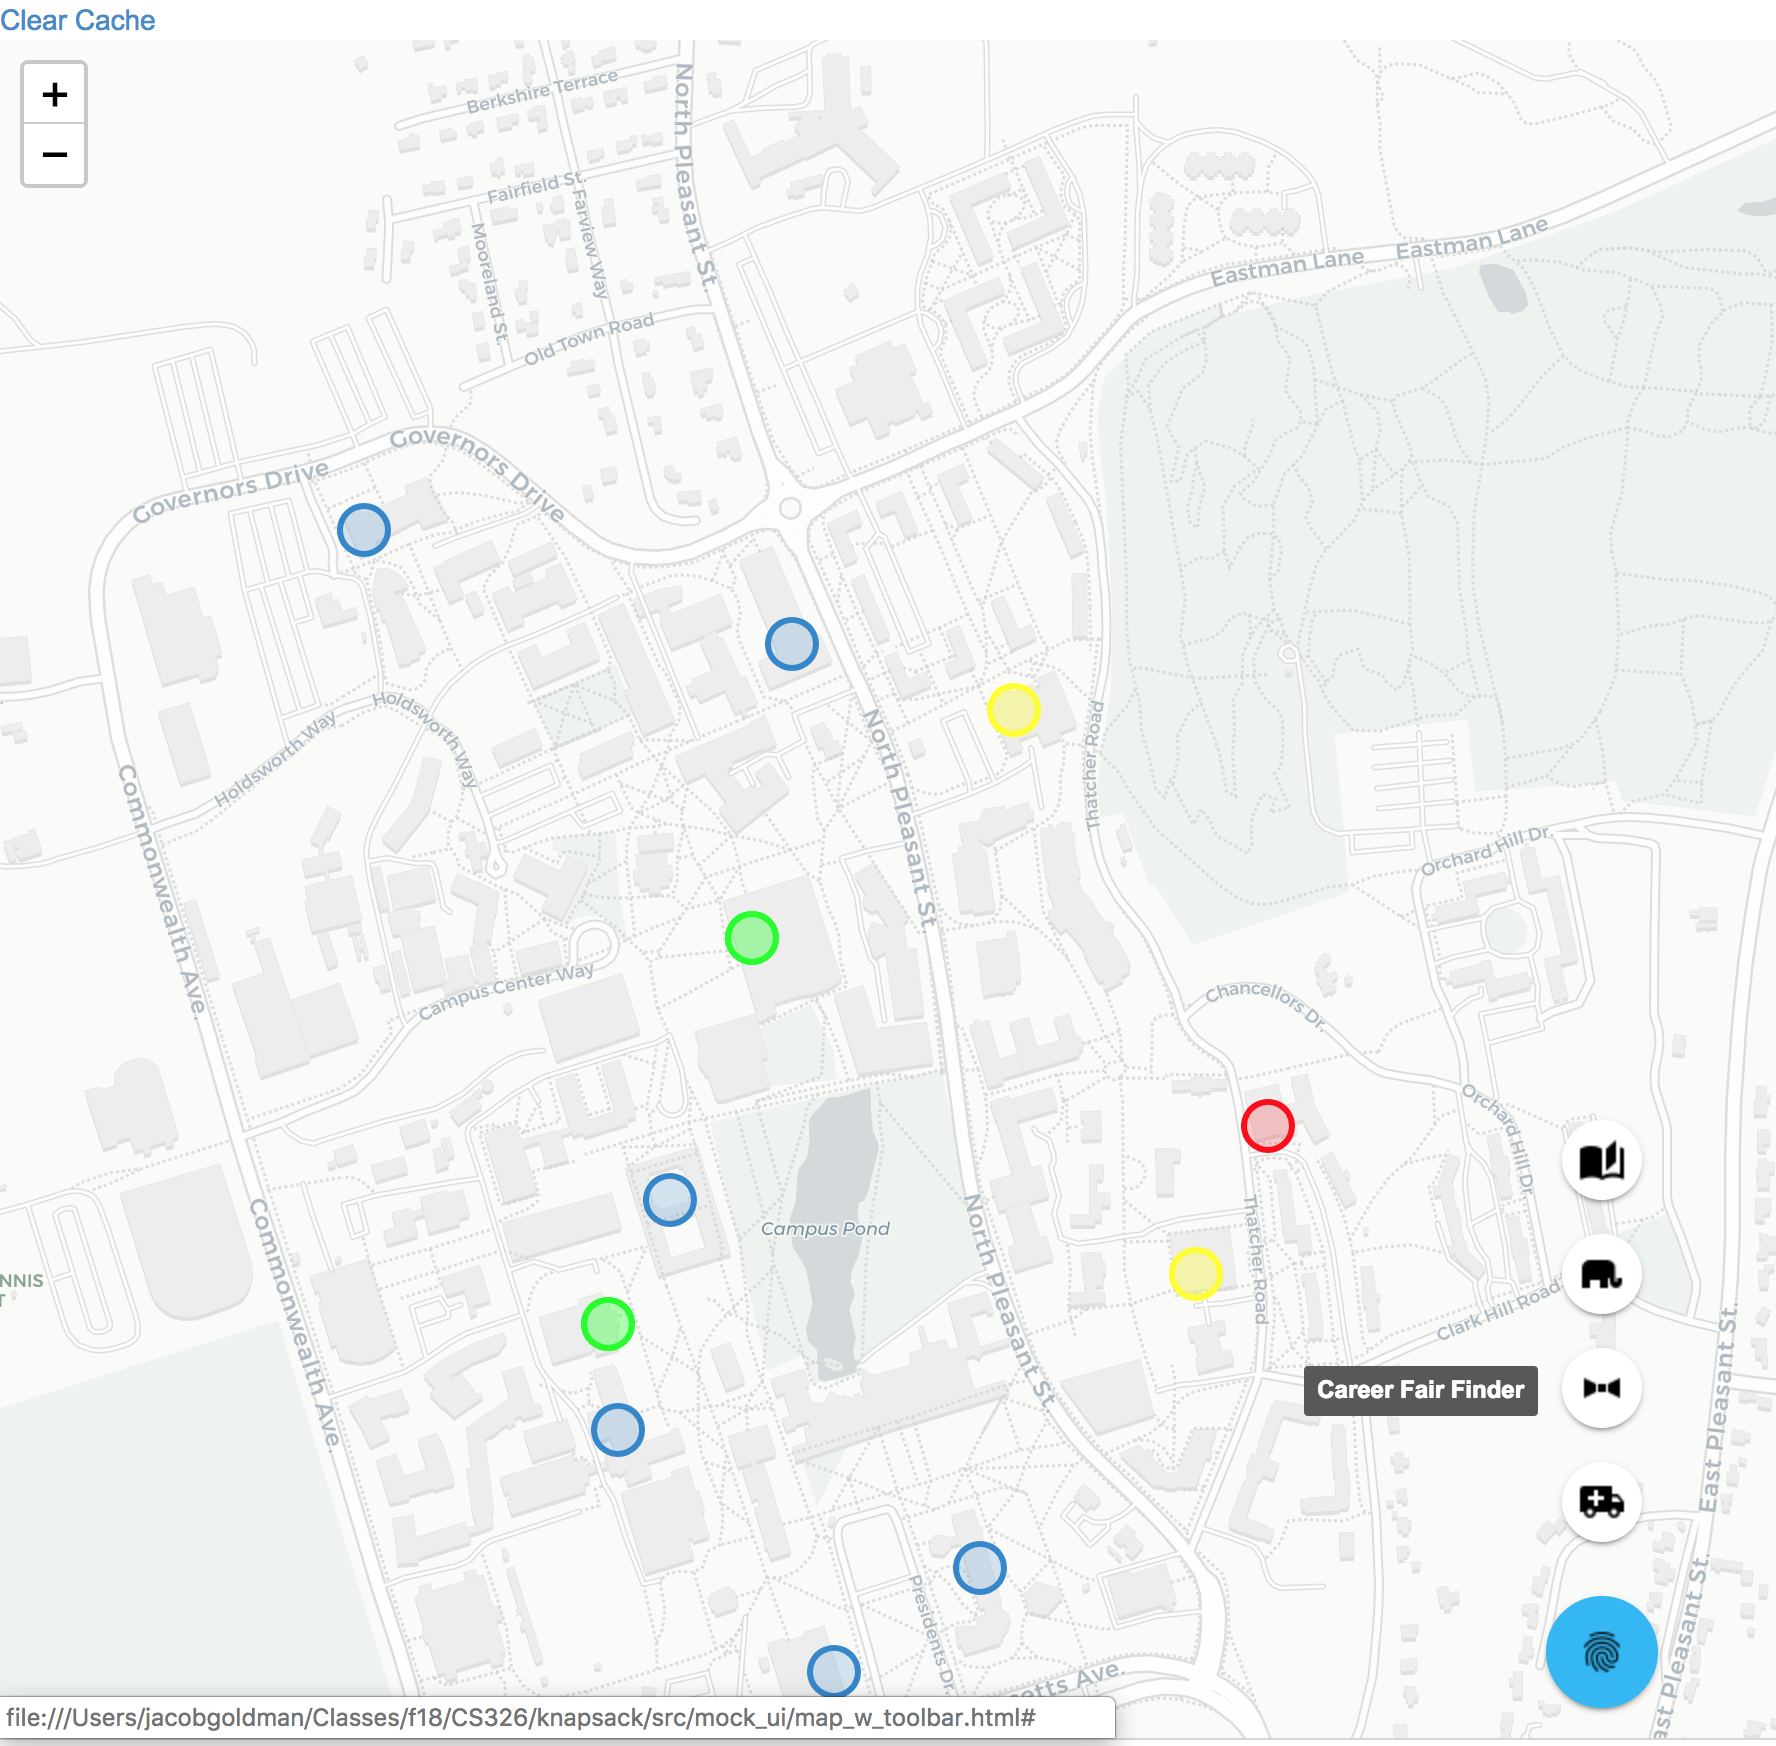 Clear Cache
+
−
Berkshire Terrace
North Pleasant St.
Fairfield St.
Farview Way
Mooreland St.
Old Town Road
Eastman Lane
Eastman Lane
Governors Drive
Governors Drive
Holdsworth Way
Holdsworth Way
North Pleasant St.
Thatcher Road
Commonwealth Ave.
Orchard Hill Dr.
Campus Center Way
Chancellors Dr.
Orchard Hill Dr.
Campus Pond
North Pleasant St.
Thatcher Road
Commonwealth Ave.
NNIS
T
Clark Hill Road
Career Fair Finder
East Pleasant St.
Presidents Dr.
setts Ave.
ast Pleasant St.
file:///Users/jacobgoldman/Classes/f18/CS326/knapsack/src/mock_ui/map_w_toolbar.html#